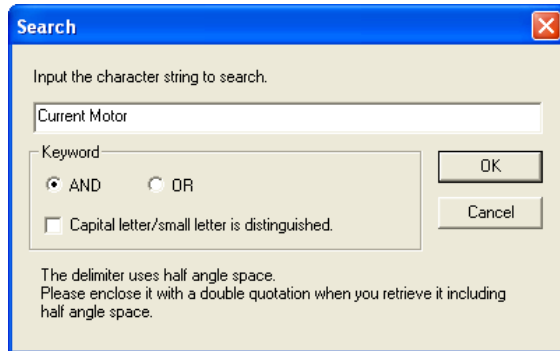 Search
Input the character string to search.
Current Motor
Keyword
AND OR
Capital letter/small letter is distinguished.
OK
Cancel
The delimiter uses half angle space.
Please enclose it with a double quotation when you retrieve it including
half angle space.